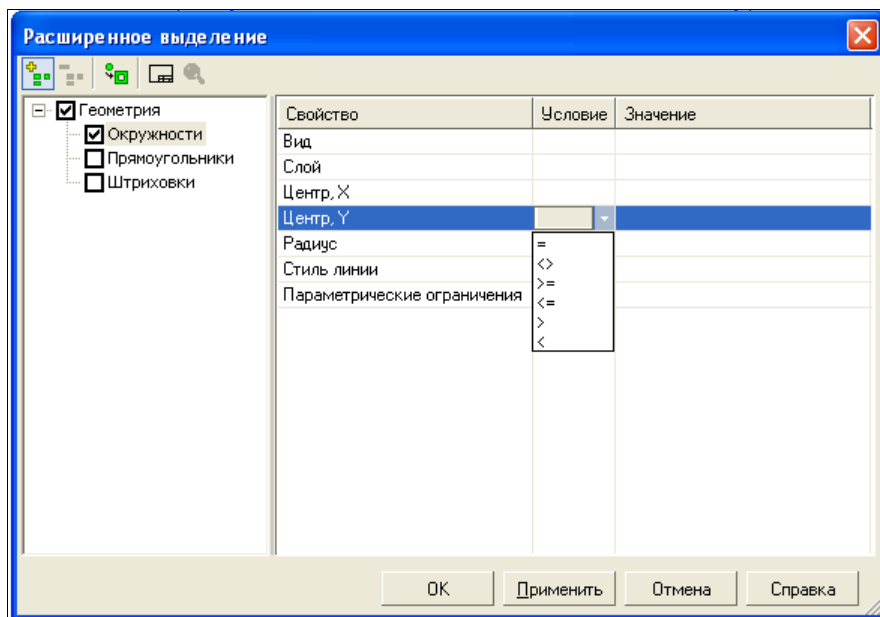 Расширенное выделение
Геометрия
Окружности
Прямоугольники
Штриховки
Свойство Условие Значение
Вид
Слой
Центр, X
Центр, Y
Радиус
Стиль линии
Параметрические ограничения
=
<>
>=
<=
>
<
OK Применить Отмена Справка